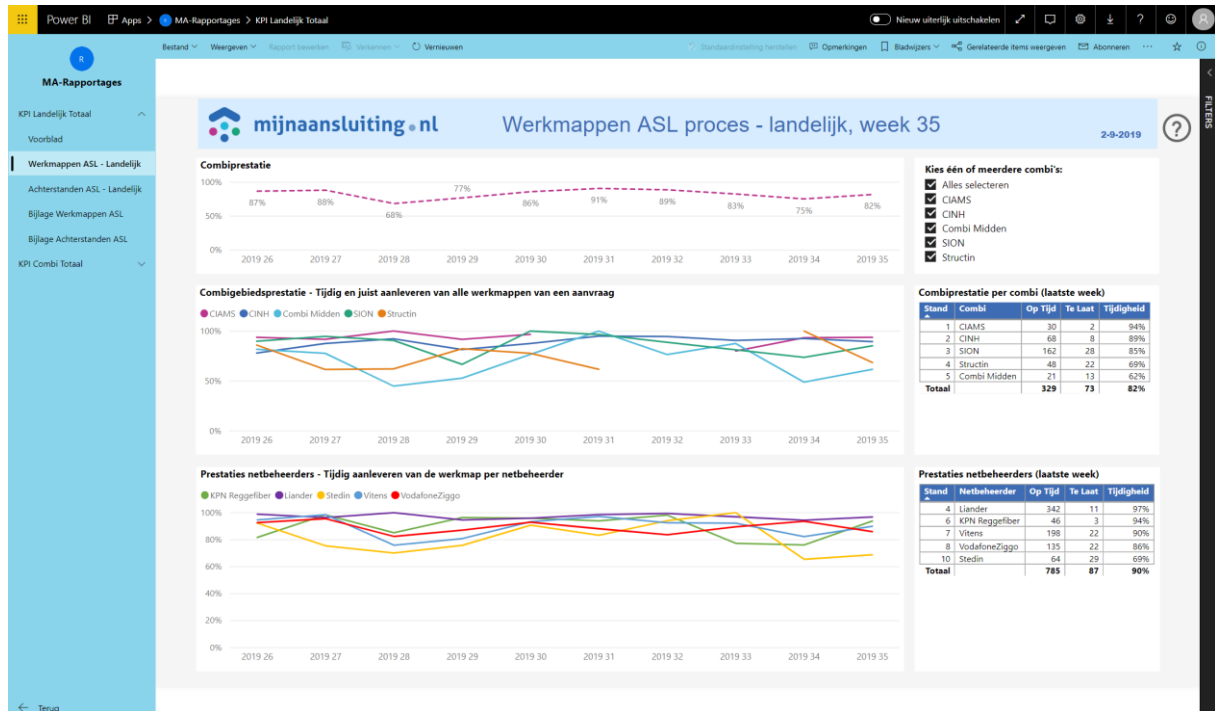 Power BI Apps > MA-Rapportages > KPI Landelijk Totaal Nieuw uiterlijk uitschakelen ?
R
MA-Rapportages
KPI Landelijk Totaal
Voorblad
Werkmappen ASL - Landelijk
Achterstanden ASL - Landelijk
Bijlage Werkmappen ASL
Bijlage Achterstanden ASL
KPI Combi Totaal
Terug
Bestand Weergeven Rapport bewerken Verkennen Vernieuwen Standaardinstelling herstellen Opmerkingen Bladwijzers Gerelateerde items weergeven Abonneren ...
FILTERS
mijnaansluiting.nl Werkmappen ASL proces - landelijk, week 35 2-9-2019 ?
Combiprestatie
100%
50%
0%
87% 88% 68% 77% 86% 91% 89% 83% 75% 82%
2019 26 2019 27 2019 28 2019 29 2019 30 2019 31 2019 32 2019 33 2019 34 2019 35
Kies één of meerdere combi's:
Alles selecteren
CIAMS
CINH
Combi Midden
SION
Structin
Combigebiedsprestatie - Tijdig en juist aanleveren van alle werkmappen van een aanvraag
CIAMS CINH Combi Midden SION Structin
100%
50%
0%
2019 26 2019 27 2019 28 2019 29 2019 30 2019 31 2019 32 2019 33 2019 34 2019 35
Combiprestatie per combi (laatste week)
Stand Combi Op Tijd Te Laat Tijdigheid
1 CIAMS 30 2 94%
2 CINH 68 8 89%
3 SION 162 28 85%
4 Structin 48 22 69%
5 Combi Midden 21 13 62%
Totaal 329 73 82%
Prestaties netbeheerders - Tijdig aanleveren van de werkmap per netbeheerder
KPN Reggefiber Liander Stedin Vitens VodafoneZiggo
100%
80%
60%
40%
20%
0%
2019 26 2019 27 2019 28 2019 29 2019 30 2019 31 2019 32 2019 33 2019 34 2019 35
Prestaties netbeheerders (laatste week)
Stand Netbeheerder Op Tijd Te Laat Tijdigheid
4 Liander 342 11 97%
6 KPN Reggefiber 46 3 94%
7 Vitens 198 22 90%
8 VodafoneZiggo 135 22 86%
10 Stedin 64 29 69%
Totaal 785 87 90%